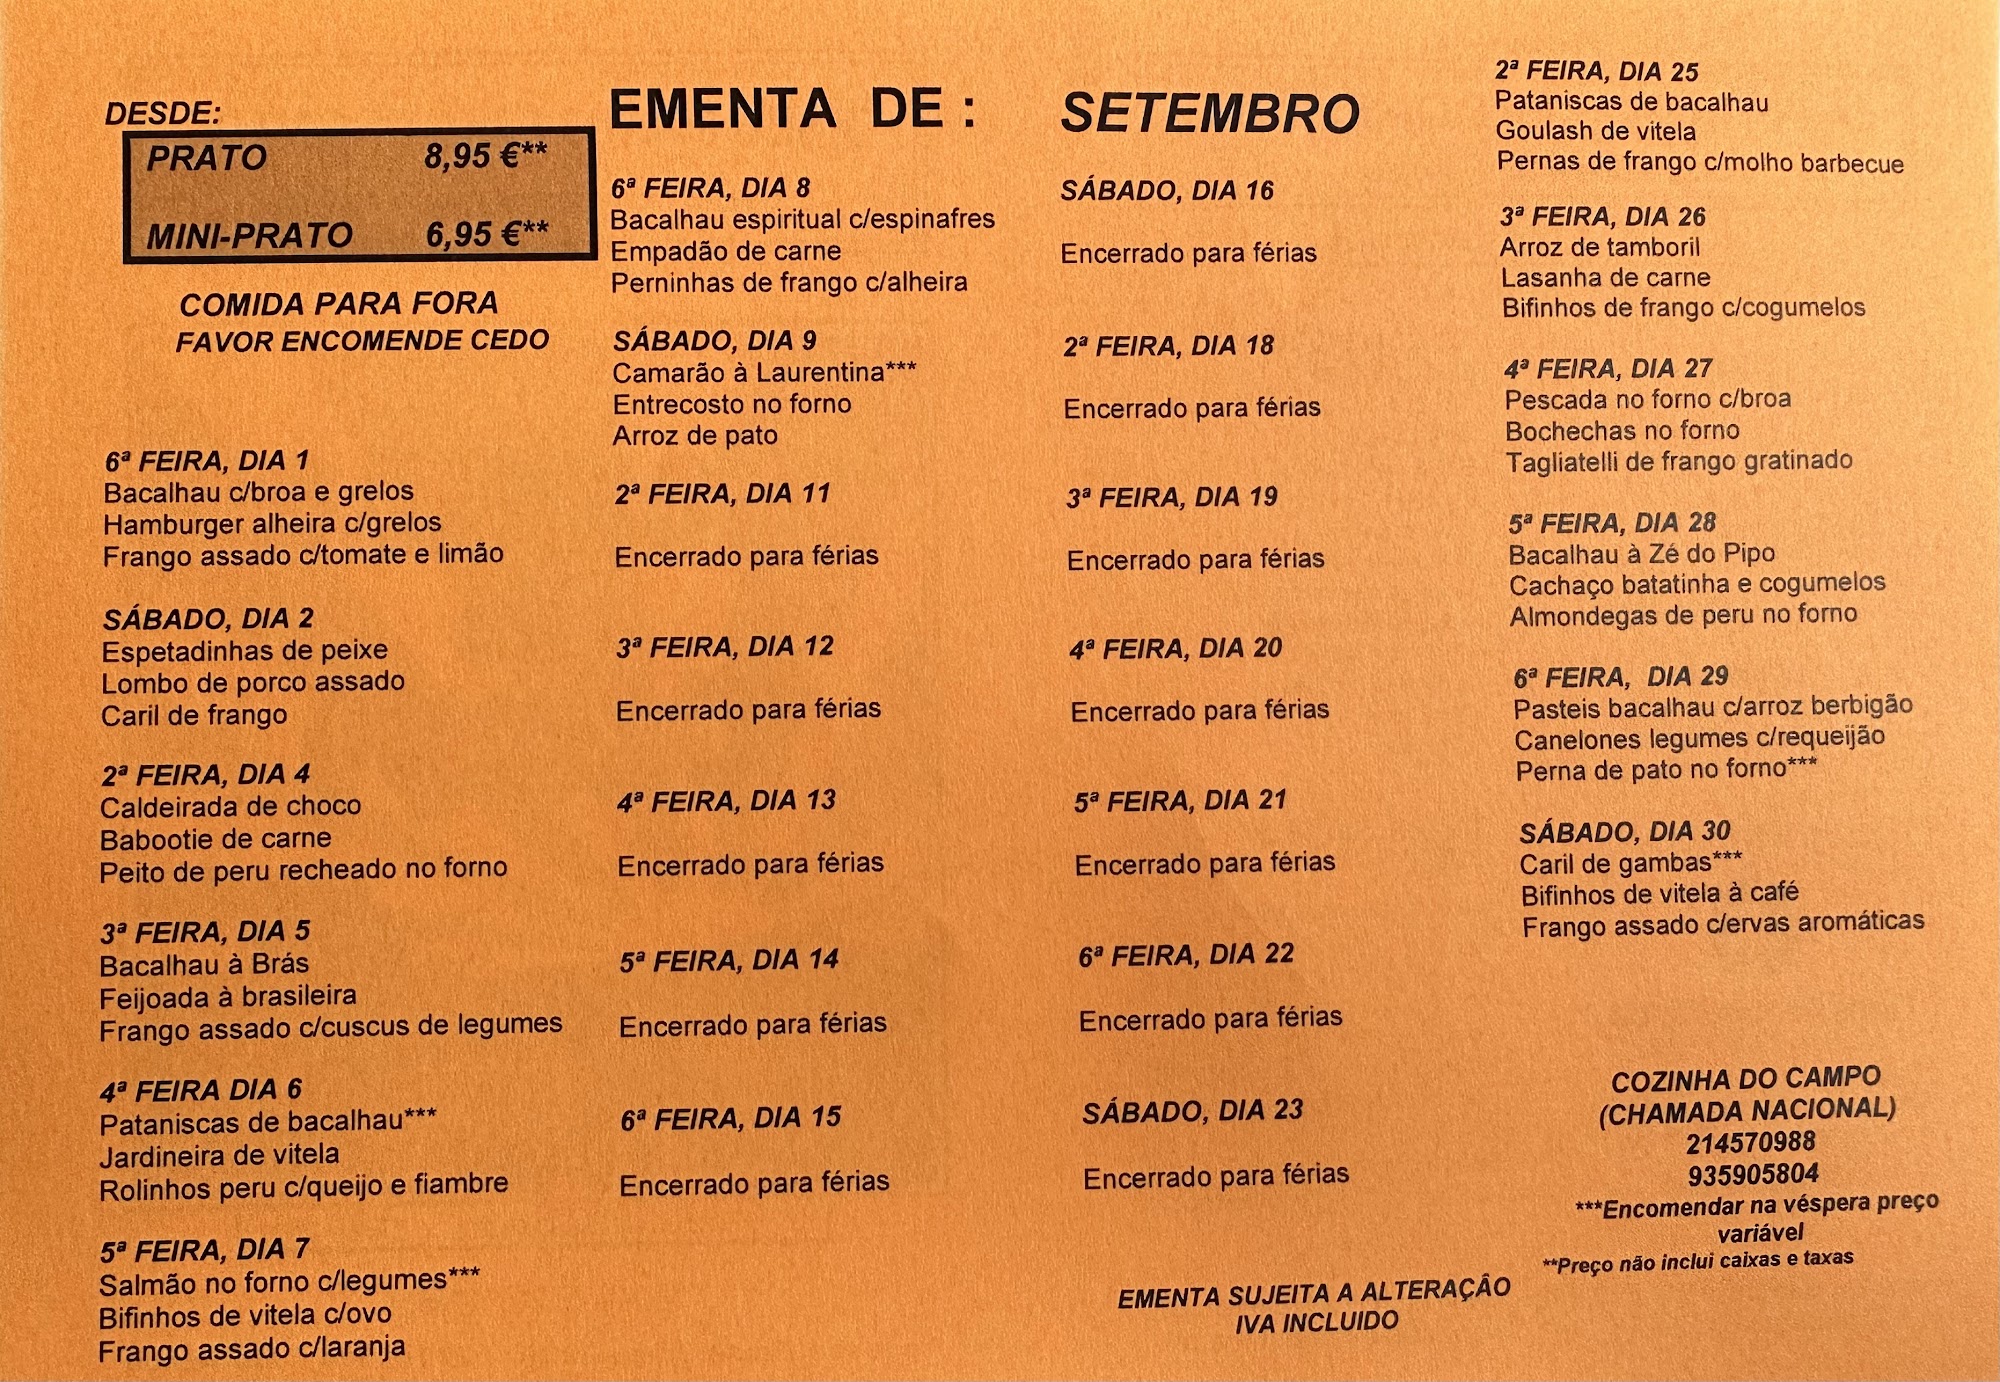 DESDE:
PRATO 8,95 €**
MINI-PRATO 6,95 €**
COMIDA PARA FORA
FAVOR ENCOMENDE CEDO
6ª FEIRA, DIA 1
Bacalhau c/broa e grelos
Hamburger alheira c/grelos
Frango assado c/tomate e limão
SÁBADO, DIA 2
Espetadinhas de peixe
Lombo de porco assado
Caril de frango
2ª FEIRA, DIA 4
Caldeirada de choco
Babootie de carne
Peito de peru recheado no forno
3ª FEIRA, DIA 5
Bacalhau à Brás
Feijoada à brasileira
Frango assado c/cuscus de legumes
4ª FEIRA DIA 6
Pataniscas de bacalhau***
Jardineira de vitela
Rolinhos peru c/queijo e fiambre
5ª FEIRA, DIA 7
Salmão no forno c/legumes***
Bifinhos de vitela c/ovo
Frango assado c/laranja
EMENTA DE : SETEMBRO
6ª FEIRA, DIA 8
Bacalhau espiritual c/espinafres
Empadão de carne
Perninhas de frango c/alheira
SÁBADO, DIA 9
Camarão à Laurentina***
Entrecosto no forno
Arroz de pato
2ª FEIRA, DIA 11
Encerrado para férias
3ª FEIRA, DIA 12
Encerrado para férias
4ª FEIRA, DIA 13
Encerrado para férias
5ª FEIRA, DIA 14
Encerrado para férias
6ª FEIRA, DIA 15
Encerrado para férias
SÁBADO, DIA 16
Encerrado para férias
2ª FEIRA, DIA 18
Encerrado para férias
3ª FEIRA, DIA 19
Encerrado para férias
4ª FEIRA, DIA 20
Encerrado para férias
5ª FEIRA, DIA 21
Encerrado para férias
6ª FEIRA, DIA 22
Encerrado para férias
SÁBADO, DIA 23
Encerrado para férias
EMENTA SUJEITA A ALTERAÇÂO
IVA INCLUIDO
2ª FEIRA, DIA 25
Pataniscas de bacalhau
Goulash de vitela
Pernas de frango c/molho barbecue
3ª FEIRA, DIA 26
Arroz de tamboril
Lasanha de carne
Bifinhos de frango c/cogumelos
4ª FEIRA, DIA 27
Pescada no forno c/broa
Bochechas no forno
Tagliatelli de frango gratinado
5ª FEIRA, DIA 28
Bacalhau à Zé do Pipo
Cachaço batatinha e cogumelos
Almondegas de peru no forno
6ª FEIRA, DIA 29
Pasteis bacalhau c/arroz berbigão
Canelones legumes c/requeijão
Perna de pato no forno***
SÁBADO, DIA 30
Caril de gambas***
Bifinhos de vitela à café
Frango assado c/ervas aromáticas
COZINHA DO CAMPO
(CHAMADA NACIONAL)
214570988
935905804
***Encomendar na véspera preço
variável
**Preço não inclui caixas e taxas